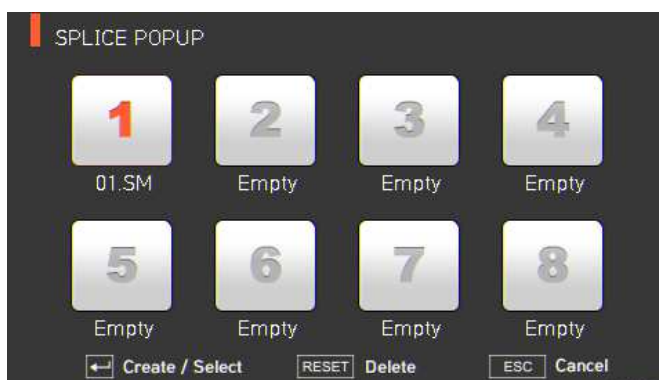 SPLICE POPUP
1 2 3 4
01.SM Empty Empty Empty
5 6 7 8
Empty Empty Empty Empty
Create / Select RESET Delete ESC Cancel